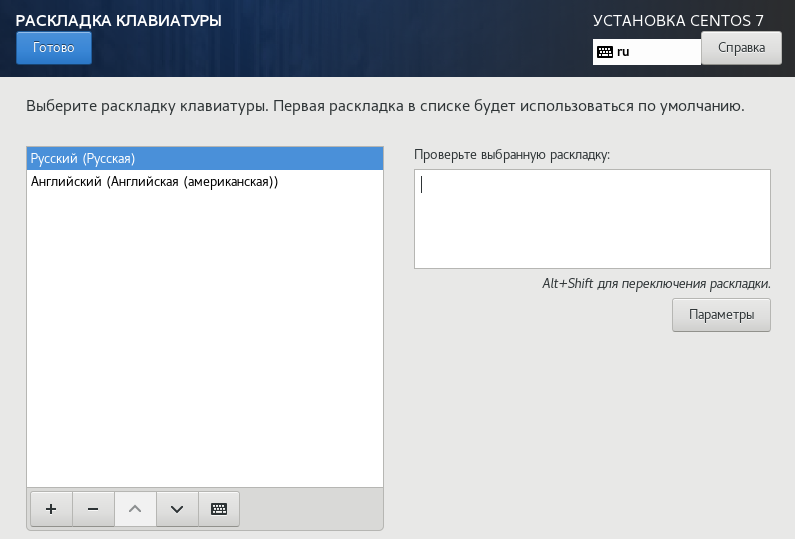 РАСКЛАДКА КЛАВИАТУРЫ
УСТАНОВКА CENTOS 7
Готово
ru
Справка
Выберите раскладку клавиатуры. Первая раскладка в списке будет использоваться по умолчанию.
Русский (Русская)
Английский (Английская (американская))
Проверьте выбранную раскладку:
Alt+Shift для переключения раскладки.
Параметры